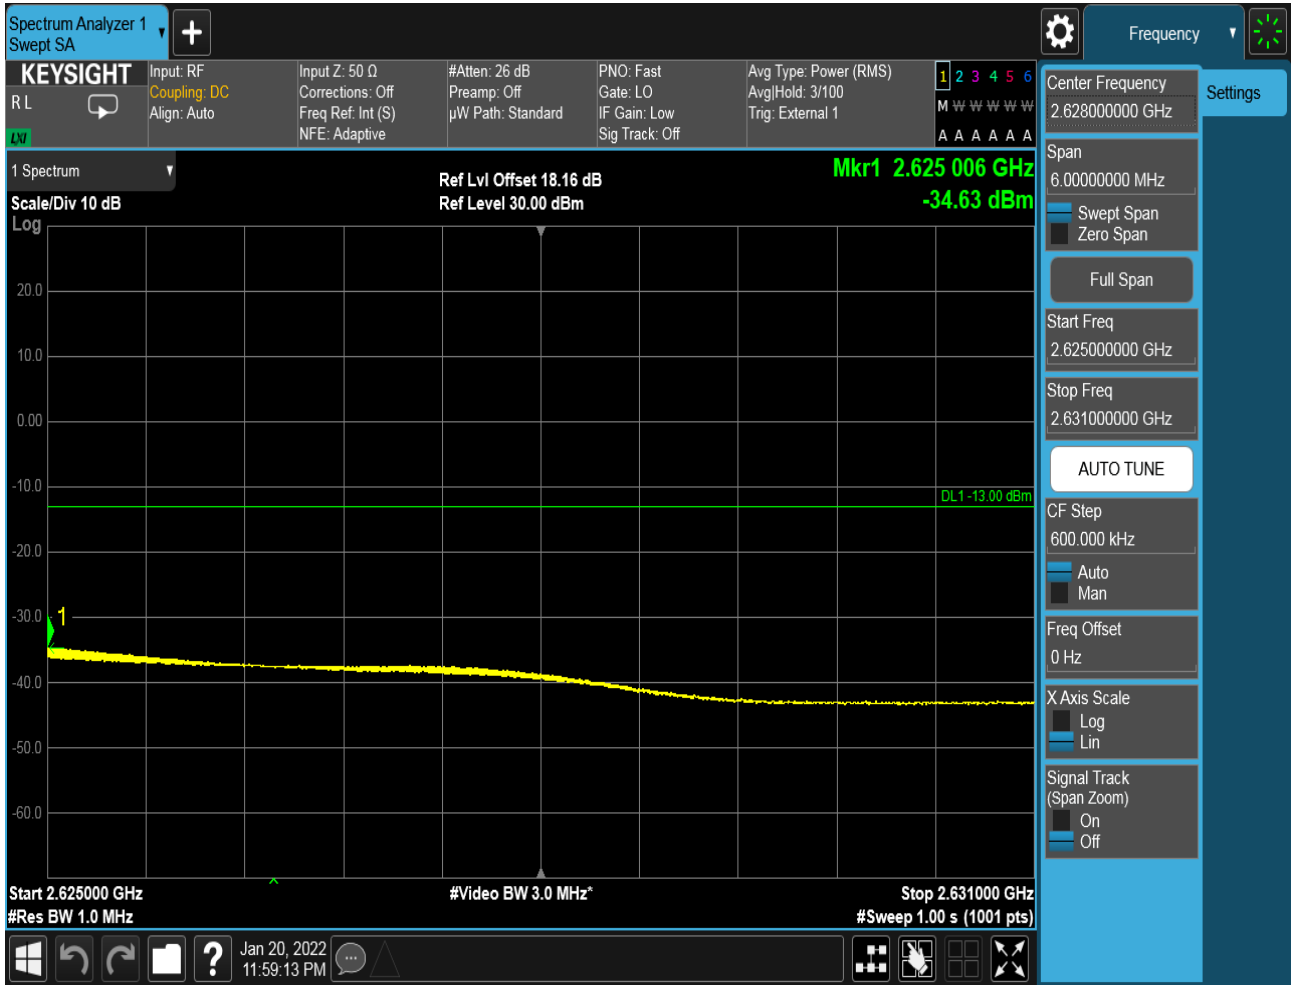 Spectrum Analyzer 1
Swept SA
+
Frequency
KEYSIGHT
R L
LXI
Input: RF
Coupling: DC
Align: Auto
Input Z: 50 Ω
Corrections: Off
Freq Ref: Int (S)
NFE: Adaptive
#Atten: 26 dB
Preamp: Off
µW Path: Standard
PNO: Fast
Gate: LO
IF Gain: Low
Sig Track: Off
Avg Type: Power (RMS)
Avg|Hold: 3/100
Trig: External 1
1 2 3 4 5 6
M W W W W W
A A A A A A
1 Spectrum
Scale/Div 10 dB
Log
Ref Lvl Offset 18.16 dB
Ref Level 30.00 dBm
Mkr1 2.625 006 GHz
-34.63 dBm
20.0
10.0
0.00
-10.0
DL1 -13.00 dBm
-20.0
-30.0
1
-40.0
-50.0
-60.0
Start 2.625000 GHz
#Video BW 3.0 MHz*
Stop 2.631000 GHz
#Res BW 1.0 MHz
#Sweep 1.00 s (1001 pts)
?
Jan 20, 2022
11:59:13 PM
Center Frequency
2.628000000 GHz
Settings
Span
6.00000000 MHz
Swept Span
Zero Span
Full Span
Start Freq
2.625000000 GHz
Stop Freq
2.631000000 GHz
AUTO TUNE
CF Step
600.000 kHz
Auto
Man
Freq Offset
0 Hz
X Axis Scale
Log
Lin
Signal Track
(Span Zoom)
On
Off